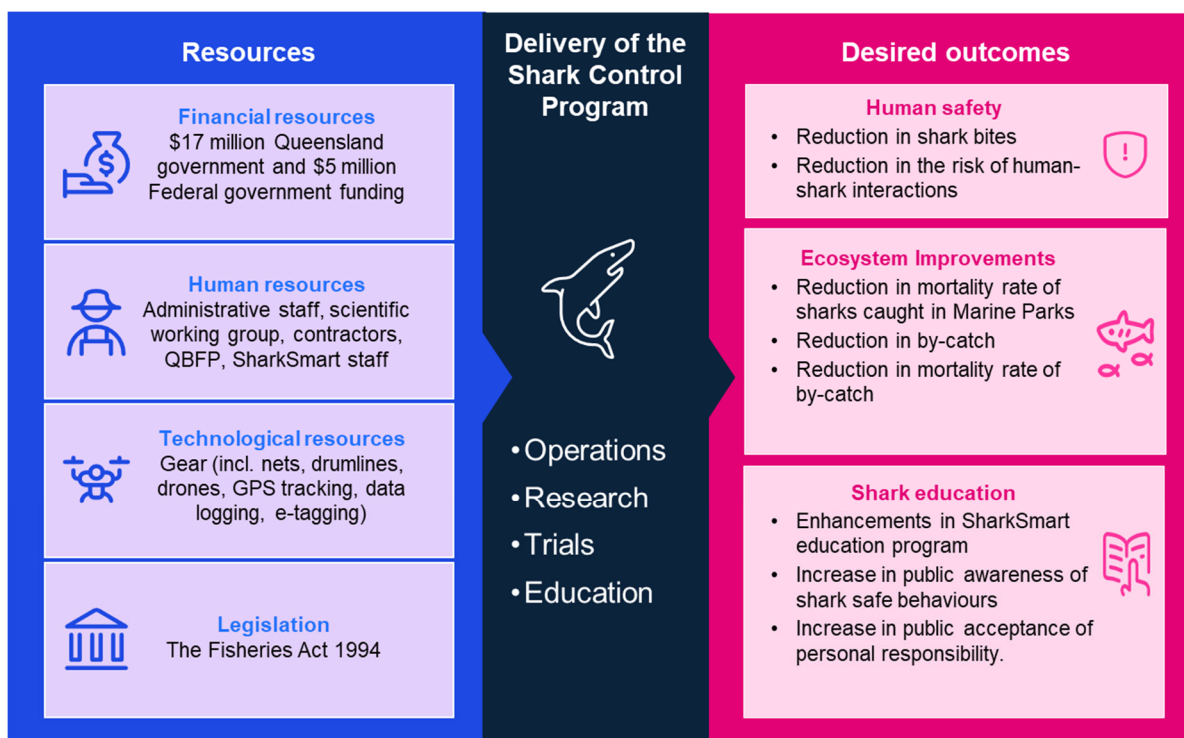 Resources
Financial resources
$17 million Queensland
government and $5 million
Federal government funding
Human resources
Administrative staff, scientific
working group, contractors,
QBFP, SharkSmart staff
Technological resources
Gear (incl. nets, drumlines,
drones, GPS tracking, data
logging, e-tagging)
Legislation
The Fisheries Act 1994
Delivery of the
Shark Control
Program
• Operations
• Research
• Trials
• Education
Desired outcomes
Human safety
• Reduction in shark bites
• Reduction in the risk of human-
shark interactions
Ecosystem Improvements
• Reduction in mortality rate of
sharks caught in Marine Parks
• Reduction in by-catch
• Reduction in mortality rate of
by-catch
Shark education
• Enhancements in SharkSmart
education program
• Increase in public awareness of
shark safe behaviours
• Increase in public acceptance of
personal responsibility.